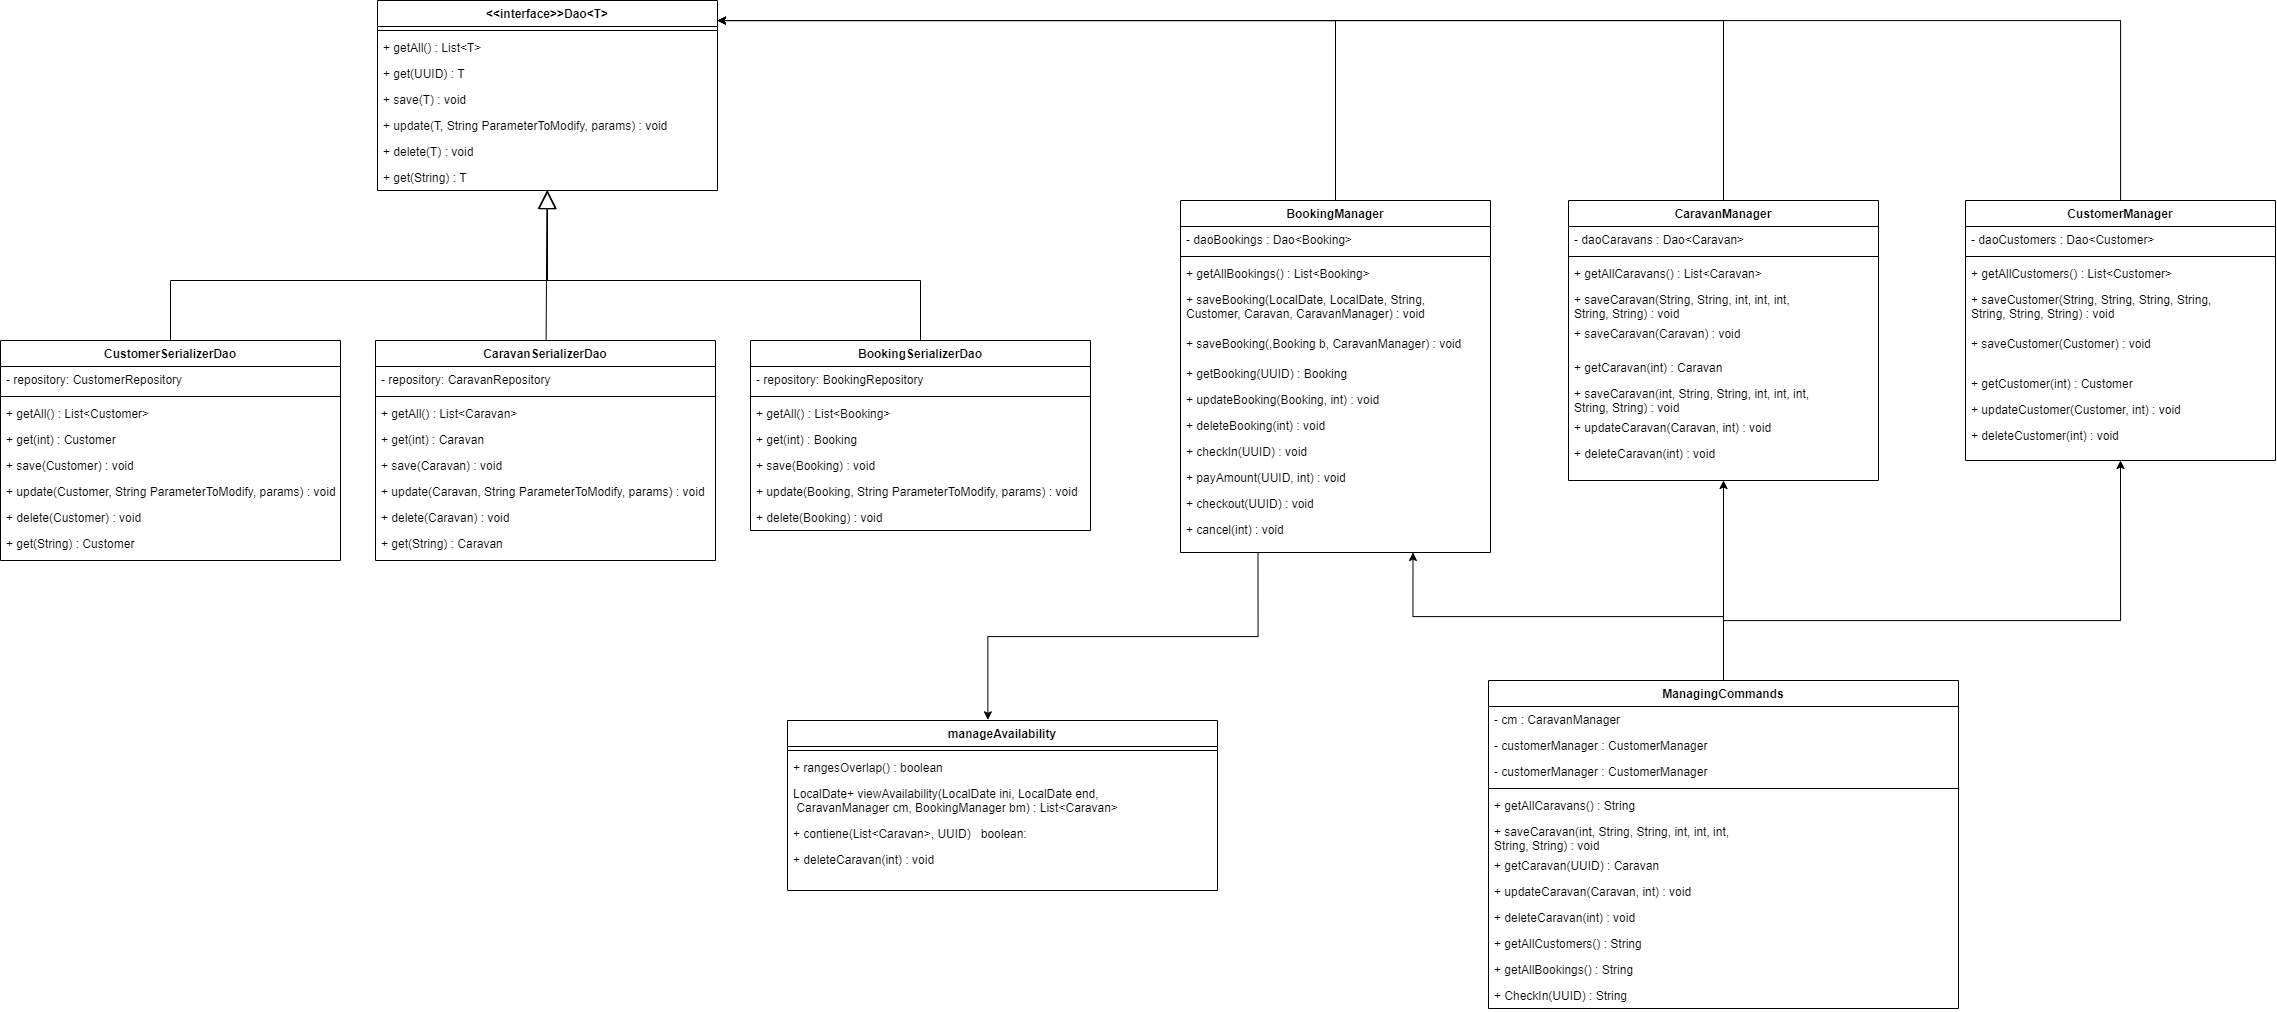 <<interface>>Dao<T>
+ getAll() : List<T>
+ get(UUID) : T
+ save(T) : void
+ update(T, String ParameterToModify, params) : void
+ delete(T) : void
+ get(String) : T
CustomerSerializerDao
- repository: CustomerRepository
+ getAll() : List<Customer>
+ get(int) : Customer
+ save(Customer) : void
+ update(Customer, String ParameterToModify, params) : void
+ delete(Customer) : void
+ get(String) : Customer
CaravanSerializerDao
- repository: CaravanRepository
+ getAll() : List<Caravan>
+ get(int) : Caravan
+ save(Caravan) : void
+ update(Caravan, String ParameterToModify, params) : void
+ delete(Caravan) : void
+ get(String) : Caravan
BookingSerializerDao
- repository: BookingRepository
+ getAll() : List<Booking>
+ get(int) : Booking
+ save(Booking) : void
+ update(Booking, String ParameterToModify, params) : void
+ delete(Booking) : void
BookingManager
- daoBookings : Dao<Booking>
+ getAllBookings() : List<Booking>
+ saveBooking(LocalDate, LocalDate, String,
Customer, Caravan, CaravanManager) : void
+ saveBooking(,Booking b, CaravanManager) : void
+ getBooking(UUID) : Booking
+ updateBooking(Booking, int) : void
+ deleteBooking(int) : void
+ checkIn(UUID) : void
+ payAmount(UUID, int) : void
+ checkout(UUID) : void
+ cancel(int) : void
CaravanManager
- daoCaravans : Dao<Caravan>
+ getAllCaravans() : List<Caravan>
+ saveCaravan(String, String, int, int, int,
String, String) : void
+ saveCaravan(Caravan) : void
+ getCaravan(int) : Caravan
+ saveCaravan(int, String, String, int, int, int,
String, String) : void
+ updateCaravan(Caravan, int) : void
+ deleteCaravan(int) : void
CustomerManager
- daoCustomers : Dao<Customer>
+ getAllCustomers() : List<Customer>
+ saveCustomer(String, String, String, String,
String, String, String) : void
+ saveCustomer(Customer) : void
+ getCustomer(int) : Customer
+ updateCustomer(Customer, int) : void
+ deleteCustomer(int) : void
manageAvailability
+ rangesOverlap() : boolean
LocalDate+ viewAvailability(LocalDate ini, LocalDate end,
CaravanManager cm, BookingManager bm) : List<Caravan>
+ contiene(List<Caravan>, UUID) boolean:
+ deleteCaravan(int) : void
ManagingCommands
- cm : CaravanManager
- customerManager : CustomerManager
- customerManager : CustomerManager
+ getAllCaravans() : String
+ saveCaravan(int, String, String, int, int, int,
String, String) : void
+ getCaravan(UUID) : Caravan
+ updateCaravan(Caravan, int) : void
+ deleteCaravan(int) : void
+ getAllCustomers() : String
+ getAllBookings() : String
+ CheckIn(UUID) : String